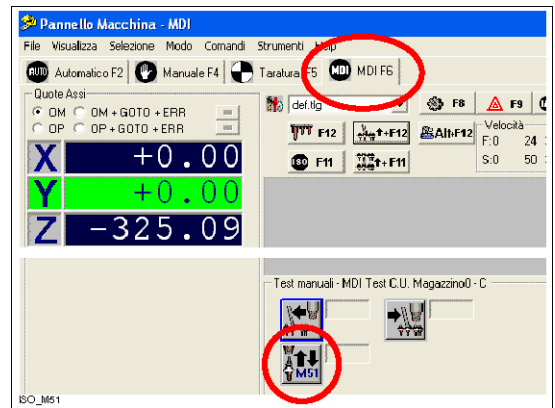 Pannello Macchina - MDI
File Visualizza Selezione Modo Comandi Strumenti Help
AUTO Automatico F2 Manuale F4 Taratura F5 MDI MDI F6
Quote Assi
OM OM + GOTO + ERR
OP OP + GOTO + ERR
def.tlg F8 F9
F12 +F12 Alt+F12
Velocità
F:0 24
ISO F11 +F11
S:0 50
X +0.00
Y +0.00
Z -325.09
Test manuali - MDI Test C.U. Magazzino0 - C
M51
ISO_M51